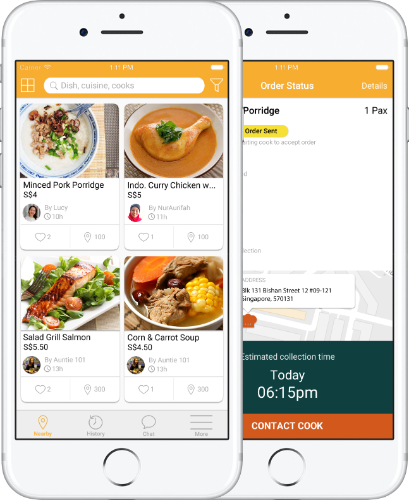 Carrier 1:11 PM
Dish, cuisine, cooks
Minced Pork Porridge
S$4
By Lucy
10h
2 100
Indo. Curry Chicken w...
S$5
By NurAurifah
11h
1 100
Salad Grill Salmon
S$5.50
By Auntie 101
13h
2 300
Corn & Carrot Soup
S$4.50
By Auntie 101
13h
1 300
Nearby
History
Chat
More
1:11 PM
Order Status
Details
Porridge
1 Pax
Order Sent
cook to accept order
ADDRESS
Blk 131 Bishan Street 12 #09-121
Singapore, 570131
Estimated collection time
Today
06:15pm
CONTACT COOK